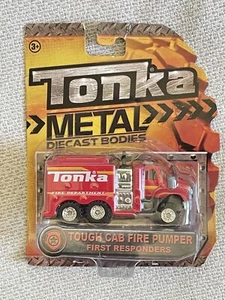 3+
Tonka
METAL
DIECAST BODIES
Tonka
FIRE DEPARTMENT
TOUGH CAB FIRE PUMPER
FIRST RESPONDERS